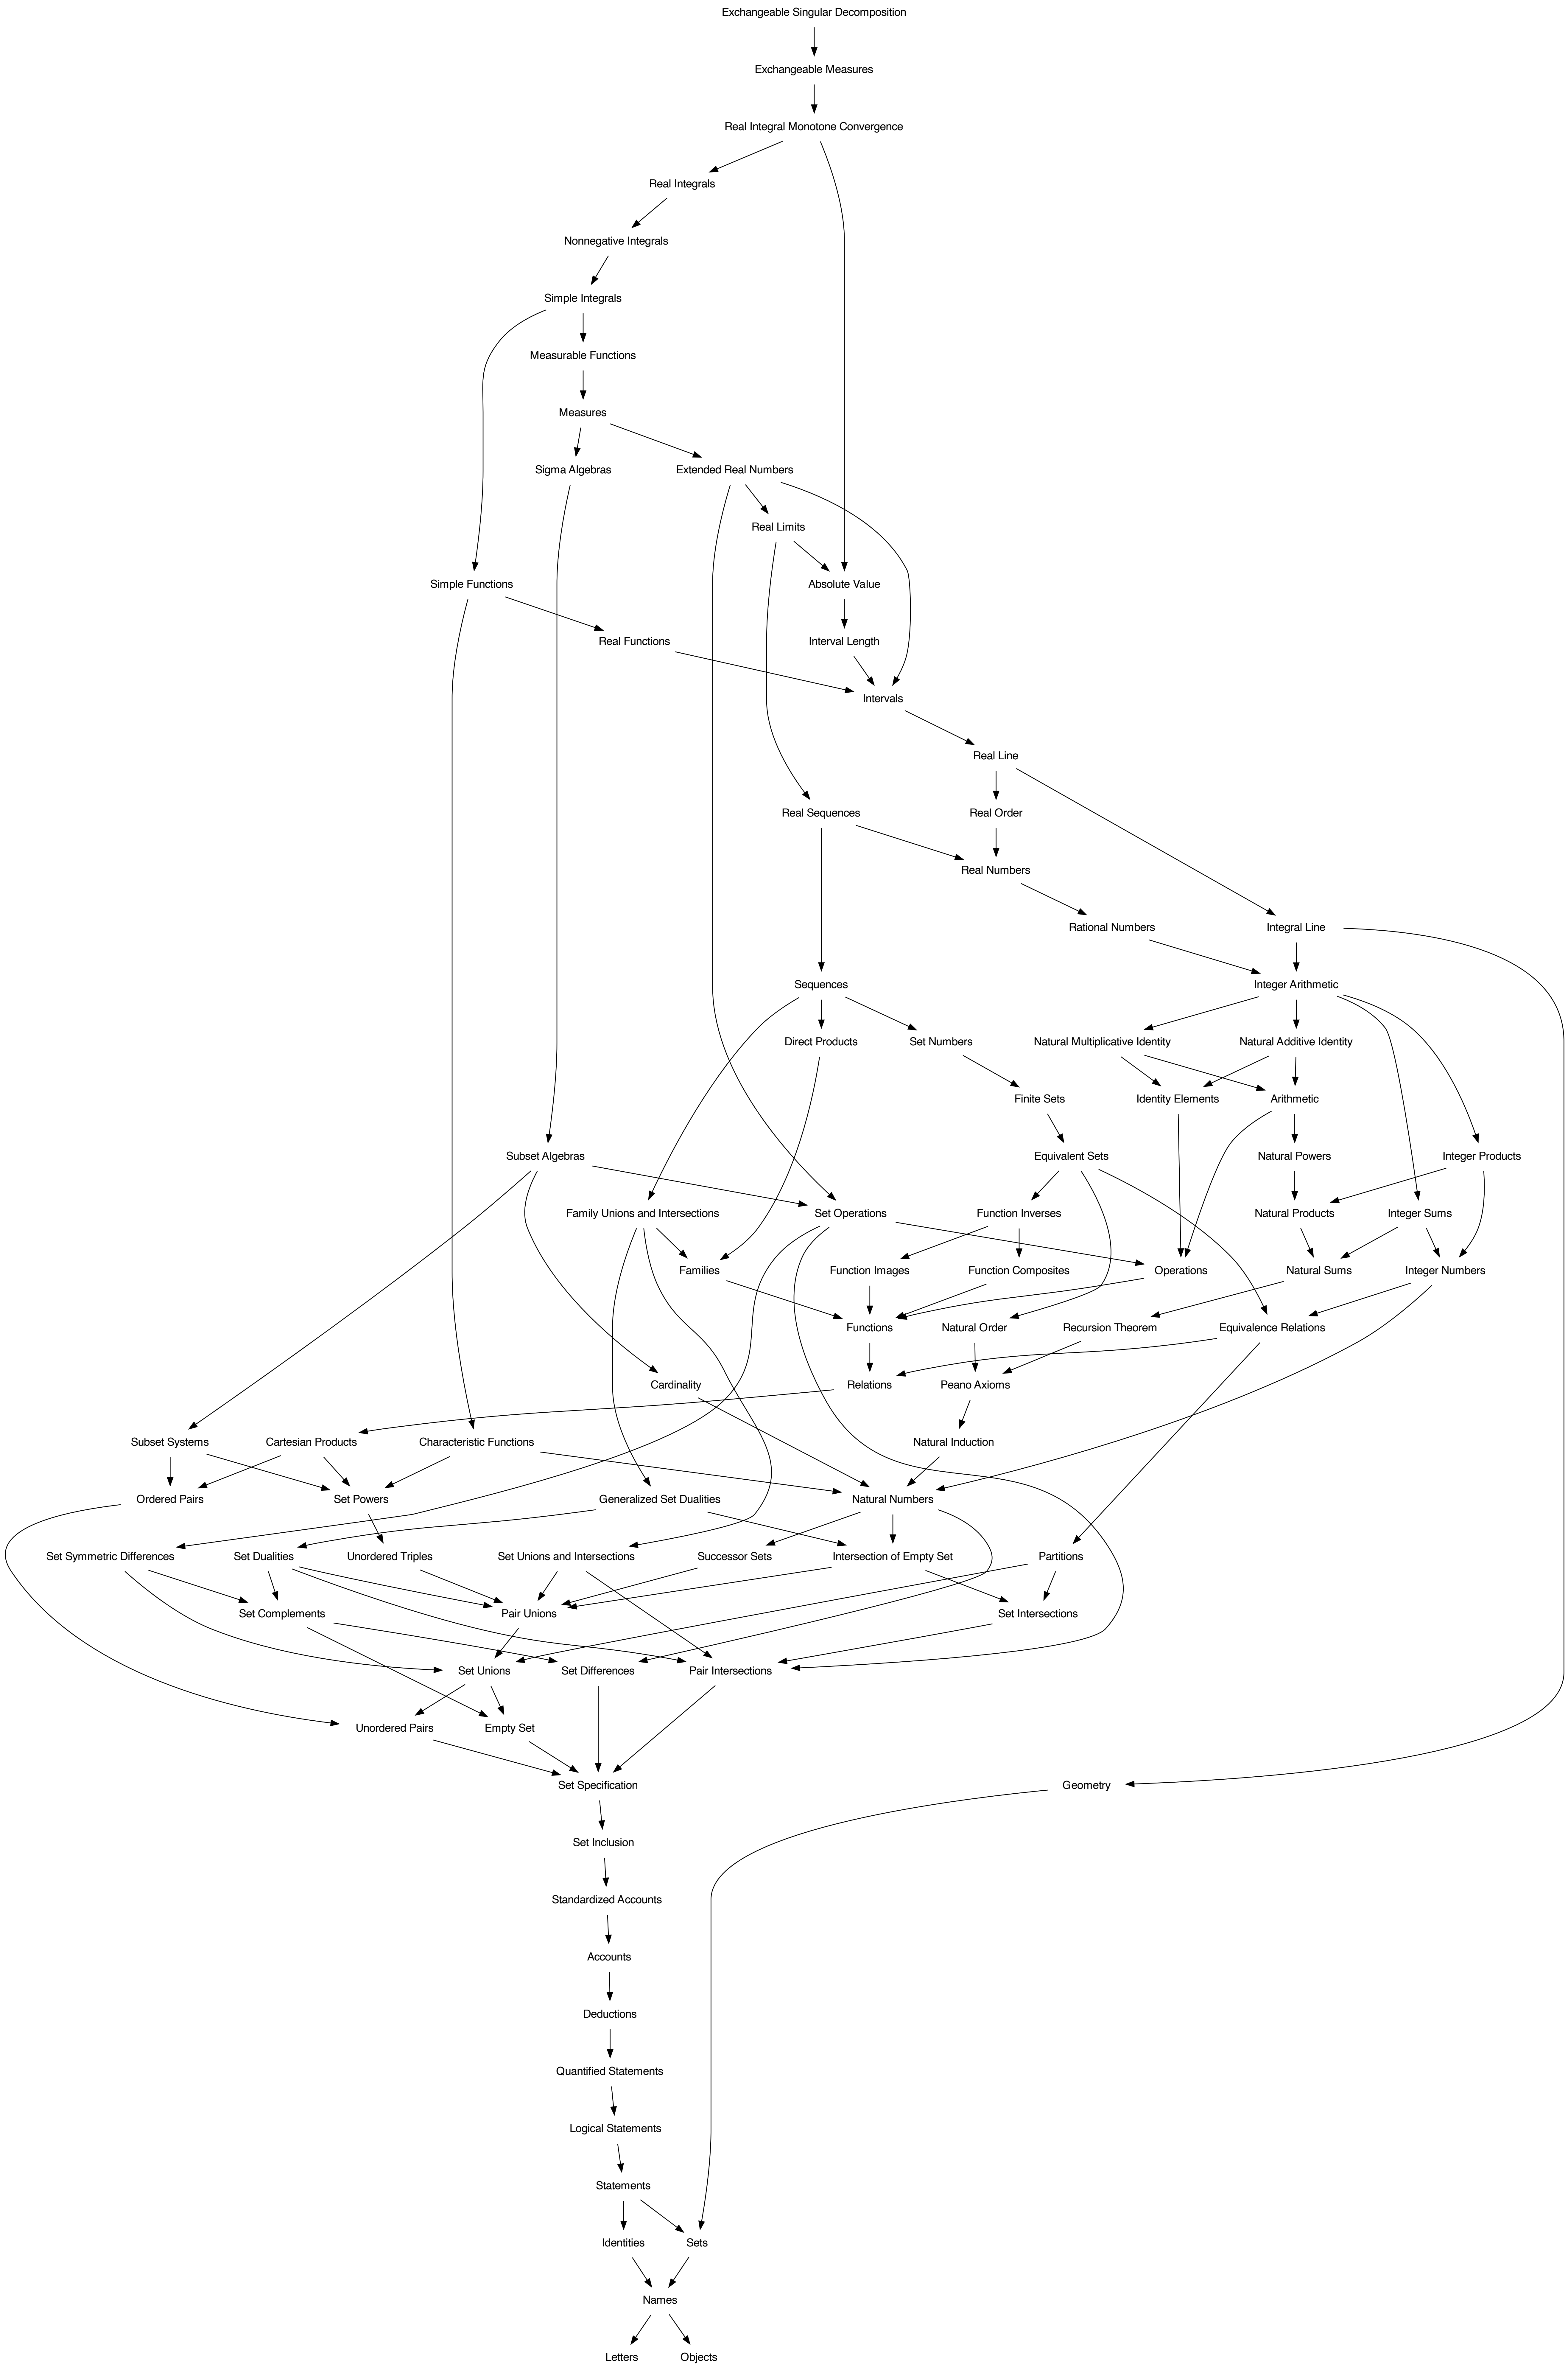 Exchangeable Singular Decomposition
Exchangeable Measures
Real Integral Monotone Convergence
Real Integrals
Nonnegative Integrals
Simple Integrals
Measurable Functions
Measures
Sigma Algebras
Extended Real Numbers
Real Limits
Simple Functions
Absolute Value
Real Functions
Interval Length
Intervals
Real Line
Real Sequences
Real Order
Real Numbers
Rational Numbers
Integral Line
Sequences
Integer Arithmetic
Direct Products
Set Numbers
Natural Multiplicative Identity
Natural Additive Identity
Finite Sets
Identity Elements
Arithmetic
Subset Algebras
Equivalent Sets
Natural Powers
Integer Products
Family Unions and Intersections
Set Operations
Function Inverses
Natural Products
Integer Sums
Families
Function Images
Function Composites
Operations
Natural Sums
Integer Numbers
Functions
Natural Order
Recursion Theorem
Equivalence Relations
Cardinality
Relations
Peano Axioms
Subset Systems
Cartesian Products
Characteristic Functions
Natural Induction
Ordered Pairs
Set Powers
Generalized Set Dualities
Natural Numbers
Set Symmetric Differences
Set Dualities
Unordered Triples
Set Unions and Intersections
Successor Sets
Intersection of Empty Set
Partitions
Set Complements
Pair Unions
Set Intersections
Set Unions
Set Differences
Pair Intersections
Unordered Pairs
Empty Set
Set Specification
Geometry
Set Inclusion
Standardized Accounts
Accounts
Deductions
Quantified Statements
Logical Statements
Statements
Identities
Sets
Names
Letters
Objects